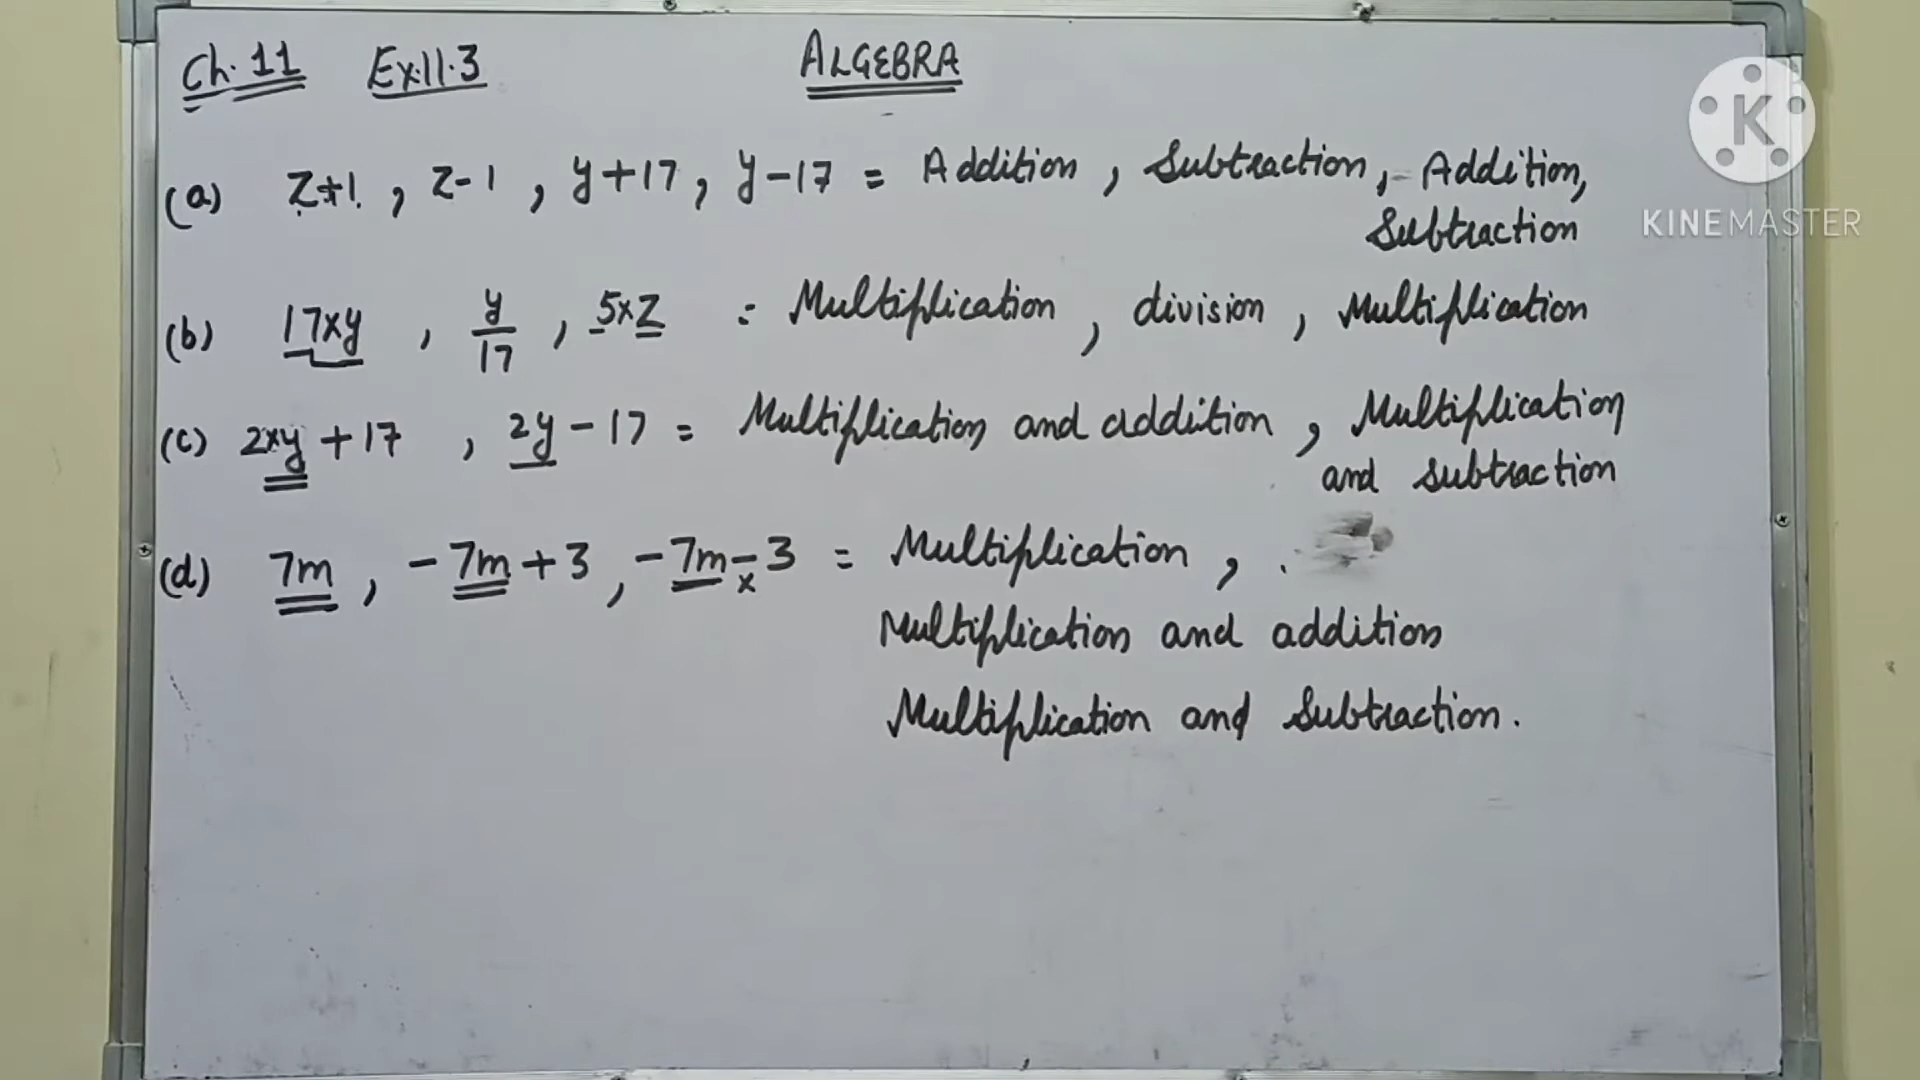 Ch. 11 Ex. 11.3 ALGEBRA
K
KINEMASTER
(a) Z+1, Z-1, y+17, y-17 = Addition, Subtraction, Addition,
Subtraction
(b) 17xy, y/17, 5xZ = Multiplication, division, Multiplication
(c) 2xy + 17, 2y - 17 = Multiplication and addition, Multiplication
and subtraction
(d) 7m, -7m+3, -7m-3 = Multiplication,
x
Multiplication and addition
Multiplication and Subtraction.